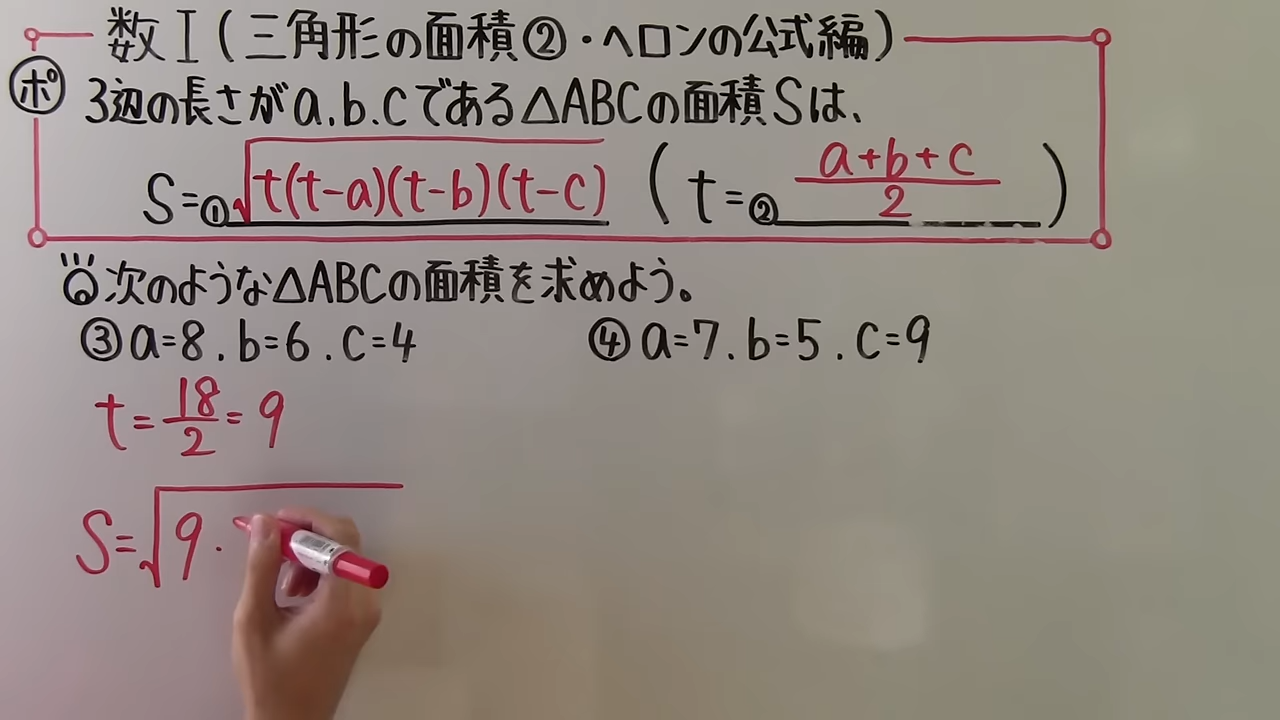 数Ⅰ(三角形の面積②・ヘロンの公式編)
ポ 3辺の長さがa.b.cである△ABCの面積Sは、
S=①√t(t-a)(t-b)(t-c) (t=② a+b+c/2)
次のような△ABCの面積を求めよう。
③a=8.b=6.c=4 ④a=7.b=5.c=9
t=18/2=9
S=√9・